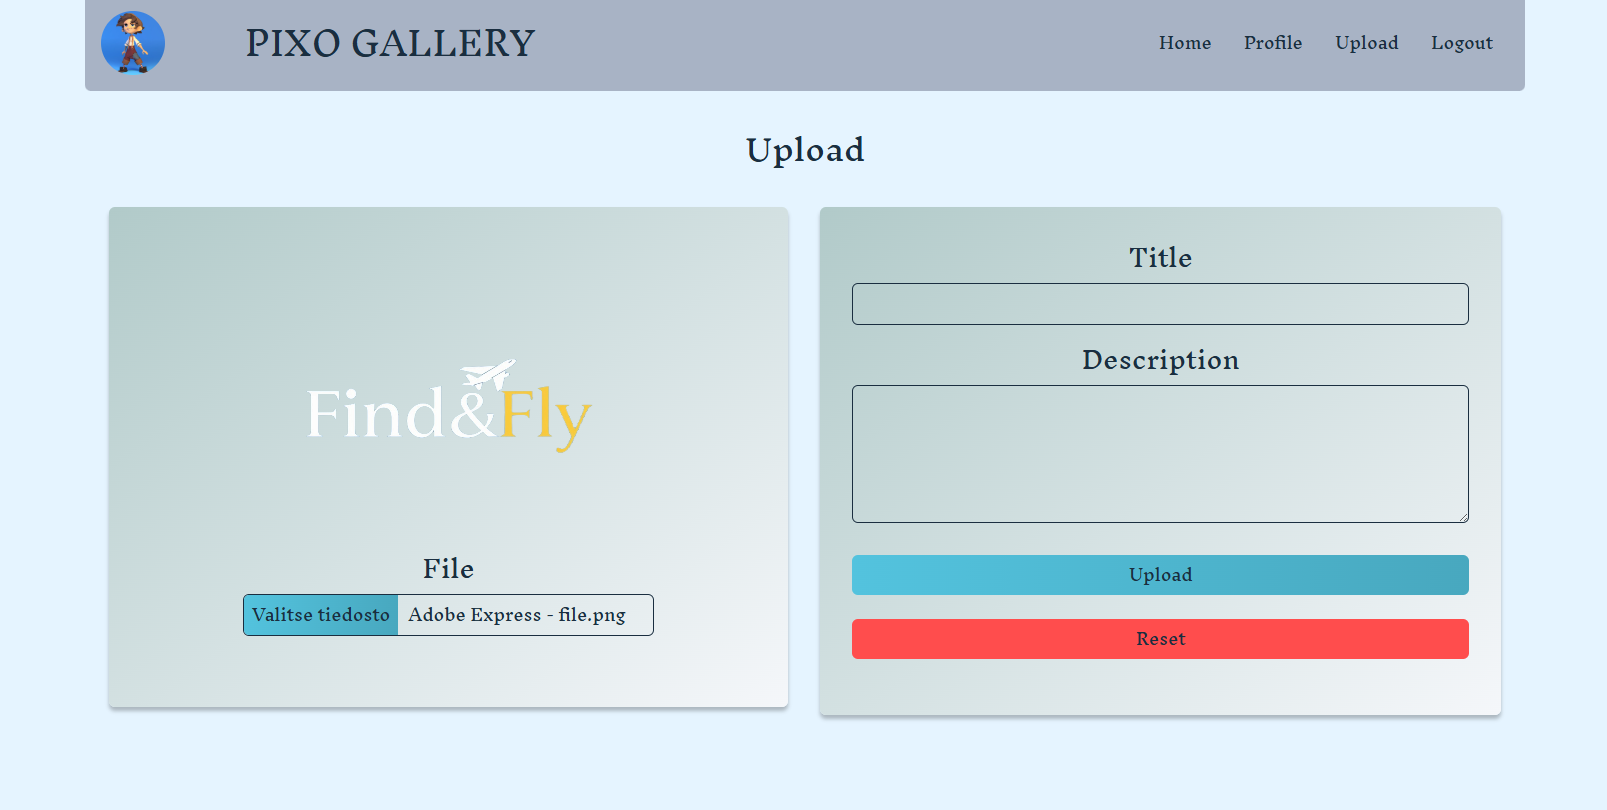 PIXO GALLERY
Home Profile Upload Logout
Upload
Find&Fly
File
Valitse tiedosto Adobe Express - file.png
Title
Description
Upload
Reset